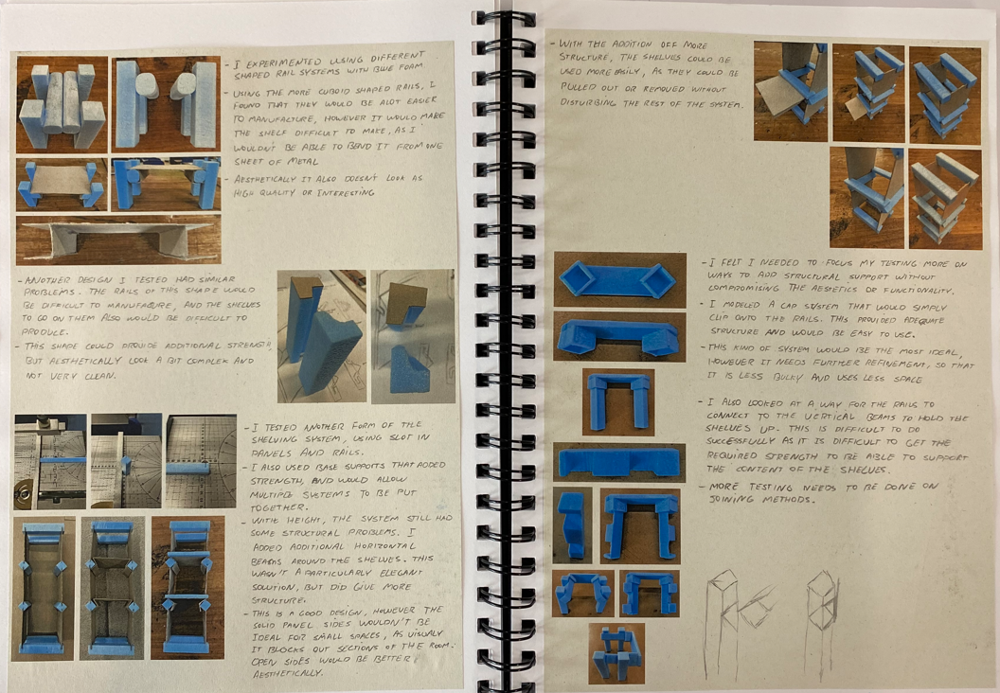 - I EXPERIMENTED USING DIFFERENT
SHAPED RAIL SYSTEMS WITH BLUE FOAM.
- USING THE MORE CUBOID SHAPED RAILS, I
FOUND THAT THEY WOULD BE ALOT EASIER
TO MANUFACTURE, HOWEVER IT WOULD MAKE
THE SHELF DIFFICULT TO MAKE, AS I
WOULDN'T BE ABLE TO BEND IT FROM ONE
SHEET OF METAL
- AESTHETICALLY IT ALSO DOESN'T LOOK AS
HIGH QUALITY OR INTERESTING
- ANOTHER DESIGN I TESTED HAD SIMILAR
PROBLEMS. THE RAILS OF THIS SHAPE WOULD
BE DIFFICULT TO MANUFACTURE, AND THE SHELVES
TO GO ON THEM ALSO WOULD BE DIFFICULT TO
PRODUCE.
- THIS SHAPE COULD PROVIDE ADDITIONAL STRENGTH,
BUT AESTHETICALLY LOOK A BIT COMPLEX AND
NOT VERY CLEAN.
- I TESTED ANOTHER FORM OF THE
SHELVING SYSTEM, USING SLOT IN
PANELS AND RAILS.
- I ALSO USED BASE SUPPORTS THAT ADDED
STRENGTH, AND WOULD ALLOW
MULTIPLE SYSTEMS TO BE PUT
TOGETHER.
- WITH HEIGHT, THE SYSTEM STILL HAD
SOME STRUCTURAL PROBLEMS. I
ADDED ADDITIONAL HORIZONTAL
BEAMS AROUND THE SHELVES. THIS
WASN'T A PARTICULARLY ELEGANT
SOLUTION, BUT DID GIVE MORE
STRUCTURE.
- THIS IS A GOOD DESIGN, HOWEVER THE
SOLID PANEL SIDES WOULDN'T BE
IDEAL FOR SMALL SPACES, AS VISUALLY
IT BLOCKS OUT SECTIONS OF THE ROOM.
OPEN SIDES WOULD BE BETTER
AESTHETICALLY.
- WITH THE ADDITION OFF MORE
STRUCTURE, THE SHELVES COULD BE
USED MORE EASILY, AS THEY COULD BE
PULLED OUT OR REMOVED WITHOUT
DISTURBING THE REST OF THE SYSTEM.
- I FELT I NEEDED TO FOCUS MY TESTING MORE ON
WAYS TO ADD STRUCTURAL SUPPORT WITHOUT
COMPROMISING THE AESTETICS OR FUNCTIONALITY.
- I MODELED A CAP SYSTEM THAT WOULD SIMPLY
CLIP ONTO THE RAILS. THIS PROVIDED ADEQUATE
STRUCTURE AND WOULD BE EASY TO USE.
- THIS KIND OF SYSTEM WOULD BE THE MOST IDEAL,
HOWEVER IT NEEDS FURTHER REFINEMENT, SO THAT
IT IS LESS BULKY AND USES LESS SPACE
- I ALSO LOOKED AT A WAY FOR THE RAILS TO
CONNECT TO THE VERTICAL BEAMS TO HOLD THE
SHELVES UP. THIS IS DIFFICULT TO DO
SUCCESSFULLY AS IT IS DIFFICULT TO GET THE
REQUIRED STRENGTH TO BE ABLE TO SUPPORT
THE CONTENT OF THE SHELVES.
- MORE TESTING NEEDS TO BE DONE ON
JOINING METHODS.